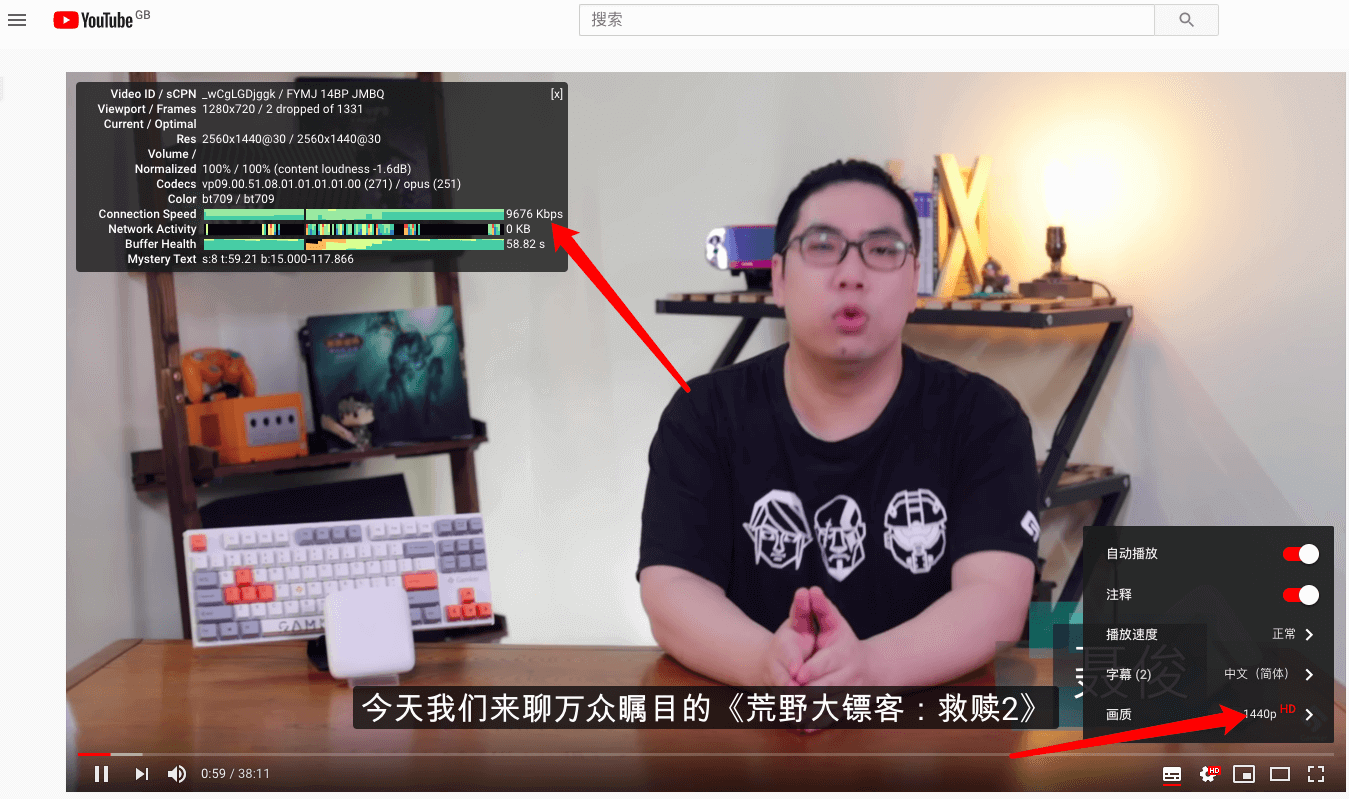 YouTube GB
搜索
Video ID / sCPN _wCgLGDjggk / FYMJ 14BP JMBQ [x]
Viewport / Frames 1280x720 / 2 dropped of 1331
Current / Optimal
Res 2560x1440@30 / 2560x1440@30
Volume /
Normalized 100% / 100% (content loudness -1.6dB)
Codecs vp09.00.51.08.01.01.01.01.00 (271) / opus (251)
Color bt709 / bt709
Connection Speed 9676 Kbps
Network Activity 0 KB
Buffer Health 58.82 s
Mystery Text s:8 t:59.21 b:15.000-117.866
GAM
自动播放
注释
播放速度 正常
字幕 (2) 中文（简体）
聂俊
画质 1440p HD
今天我们来聊万众瞩目的《荒野大镖客：救赎2》
0:59 / 38:11
HD